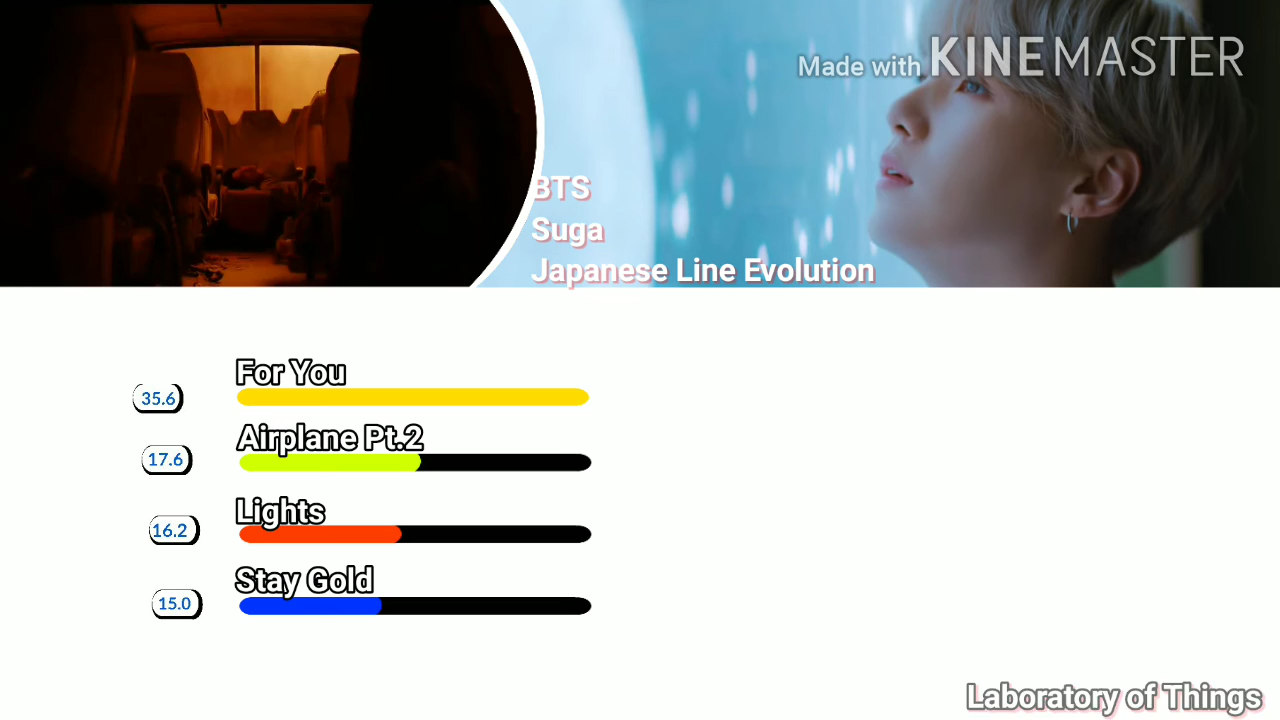 Made with KINEMASTER
BTS
Suga
Japanese Line Evolution
For You
35.6
Airplane Pt.2
17.6
Lights
16.2
Stay Gold
15.0
Laboratory of Things